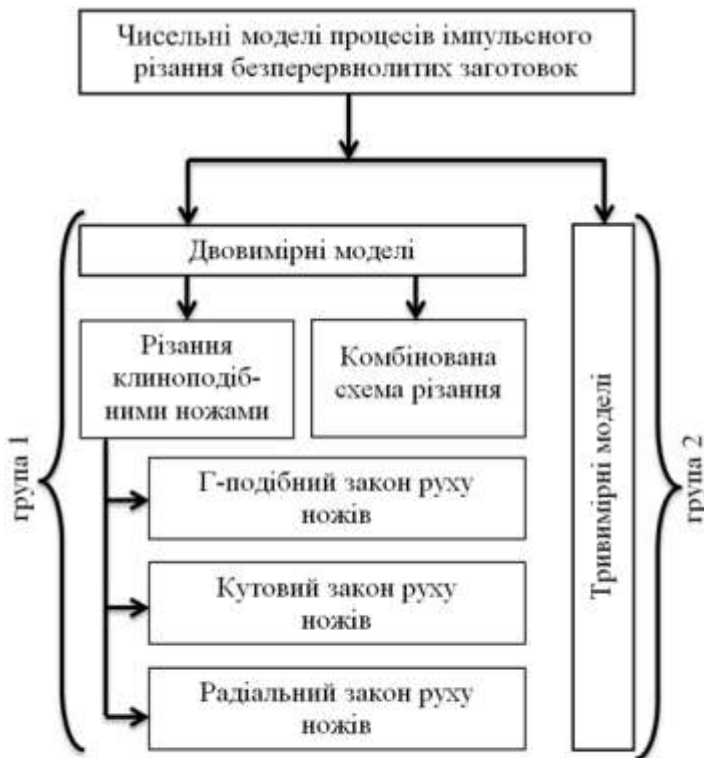 Чисельні моделі процесів імпульсного
різання безперервнолитих заготовок
Двовимірні моделі
Різання
клиноподіб-
ними ножами
Комбінована
схема різання
Г-подібний закон руху
ножів
Кутовий закон руху
ножів
Радіальний закон руху
ножів
група 1
Тривимірні моделі
група 2